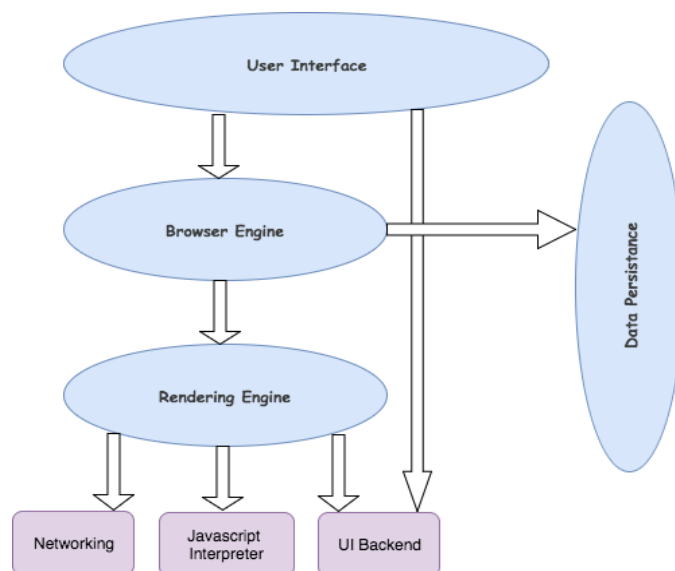 User Interface
Browser Engine
Data Persistance
Rendering Engine
Networking
Javascript
Interpreter
UI Backend